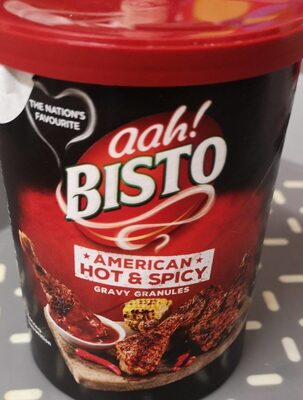 THE NATION'S
FAVOURITE
aah!
BISTO
AMERICAN
HOT & SPICY
GRAVY GRANULES